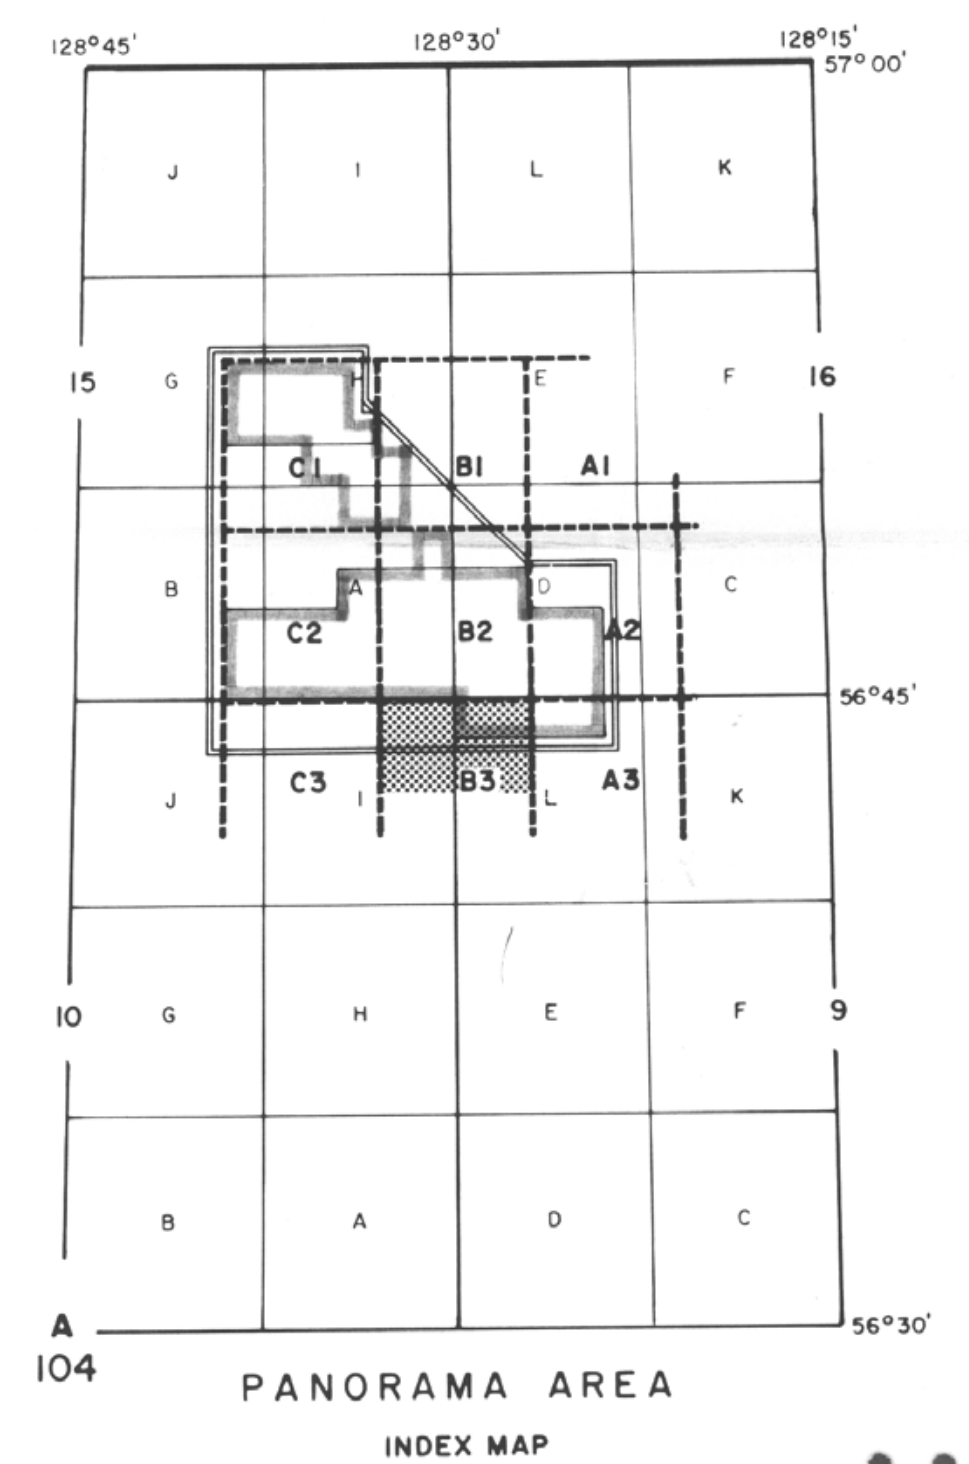 128°45' 128°30' 128°15'
57°00'
J I L K
15 G H E F 16
C1 B1 A1
B A D C
C2 B2 A2
56°45'
C3 B3 A3
J I L K
10 G H E F 9
B A D C
A 56°30'
104
PANORAMA AREA
INDEX MAP